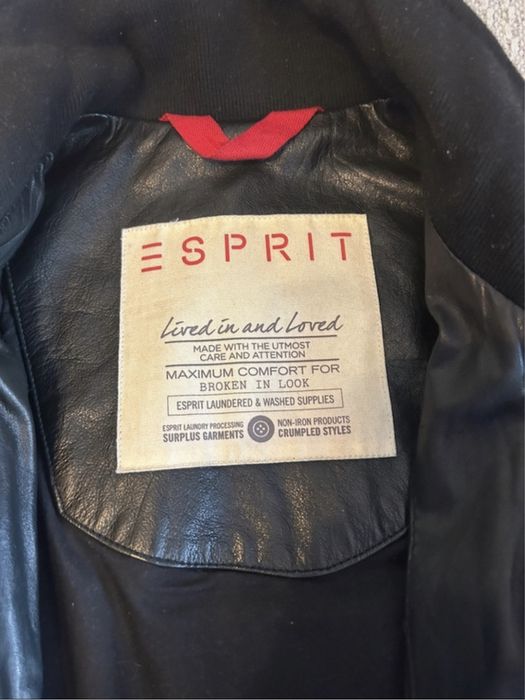 ESPRIT
Lived in and Loved
MADE WITH THE UTMOST
CARE AND ATTENTION
MAXIMUM COMFORT FOR
BROKEN IN LOOK
ESPRIT LAUNDERED & WASHED SUPPLIES
ESPRIT LAUNDRY PROCESSING
SURPLUS GARMENTS
NON-IRON PRODUCTS
CRUMPLED STYLES